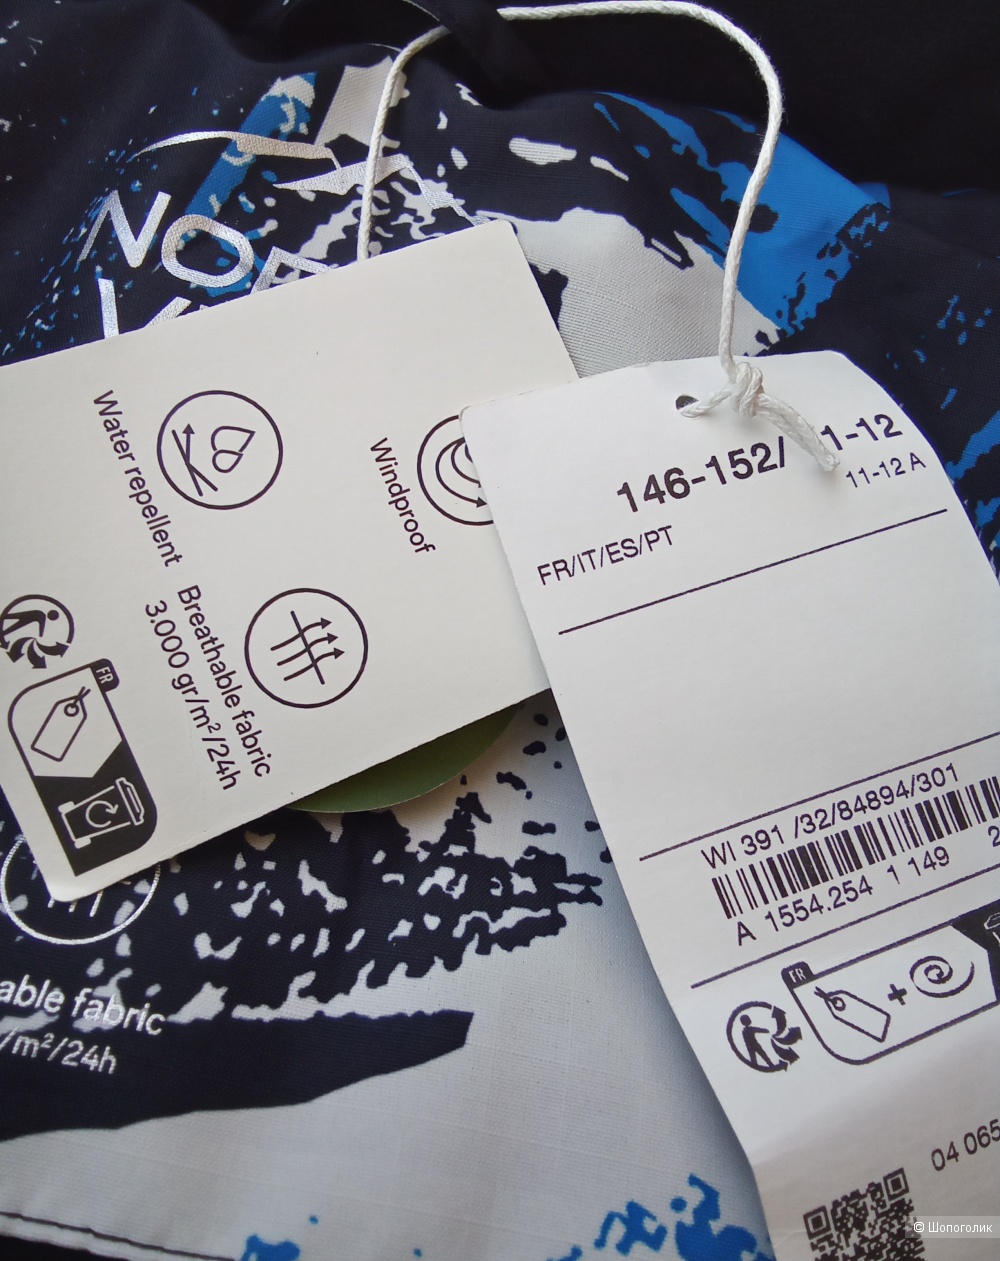 NO
Water repellent
Windproof
Breathable fabric
3.000 gr/m²/24h
FR
146-152/ 1-12
11-12 A
FR/IT/ES/PT
WI 391 /32/84894/301
A 1554.254 1 149 2
FR
04 065
able fabric
/m²/24h
© Шопоголик